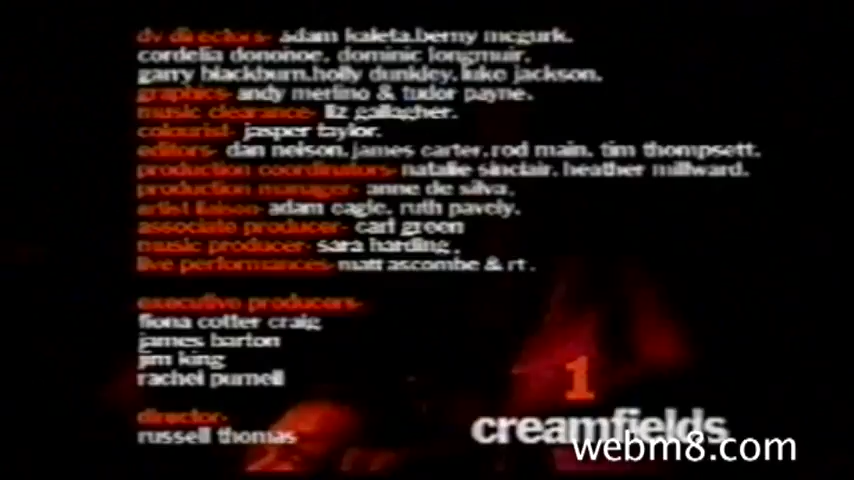 dv directors- adam kaleta.berny mcgurk.
cordelia donohoe. dominic longmuir.
garry blackburn.holly dunkley.luke jackson.
graphics- andy merlino & tudor payne.
music clearance- liz gallagher.
colourist- jasper taylor.
editors- dan nelson.james carter.rod main. tim thompsett.
production coordinators- natalie sinclair. heather millward.
production manager- anne de silva.
artist liaison- adam eagle. ruth pavely.
associate producer- carl green
music producer- sara harding.
live performances- matt ascombe & rt.
executive producers-
fiona cotter craig
james barton
jim king
rachel purnell
director-
russell thomas
1
creamfields
webm8.com